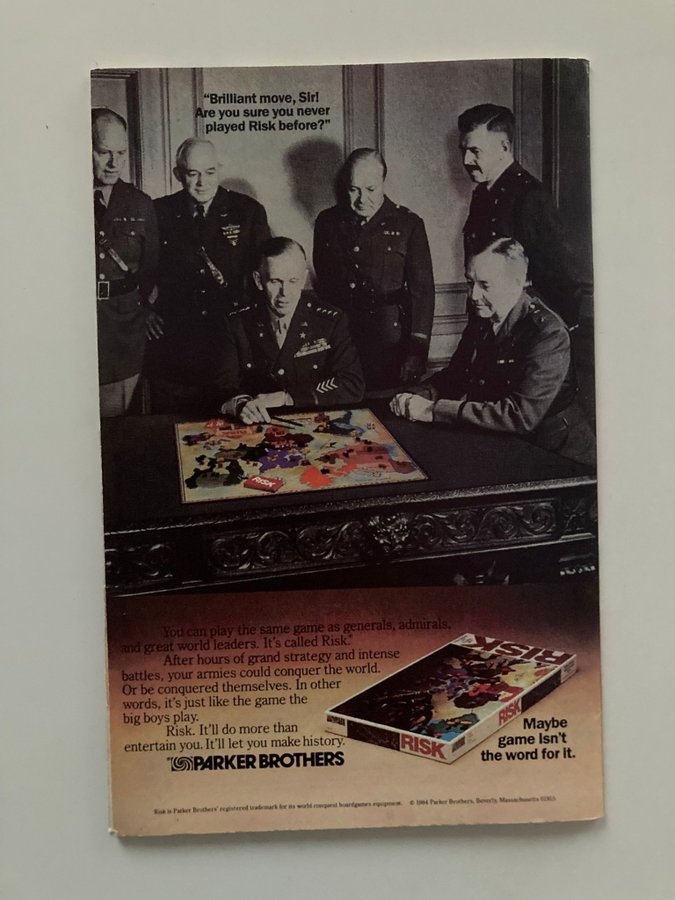 “Brilliant move, Sir!
Are you sure you never
played Risk before?”
RISK
You can play the same game as generals, admirals,
and great world leaders. It's called Risk.®
After hours of grand strategy and intense
battles, your armies could conquer the world.
Or be conquered themselves. In other
words, it's just like the game the
big boys play.
Risk. It'll do more than
entertain you. It'll let you make history.
PARKER BROTHERS
RISK
RISK
RISK
Maybe
game isn't
the word for it.
Risk is Parker Brothers' registered trademark for its world conquest boardgames equipment. © 1984 Parker Brothers, Beverly, Massachusetts 01915